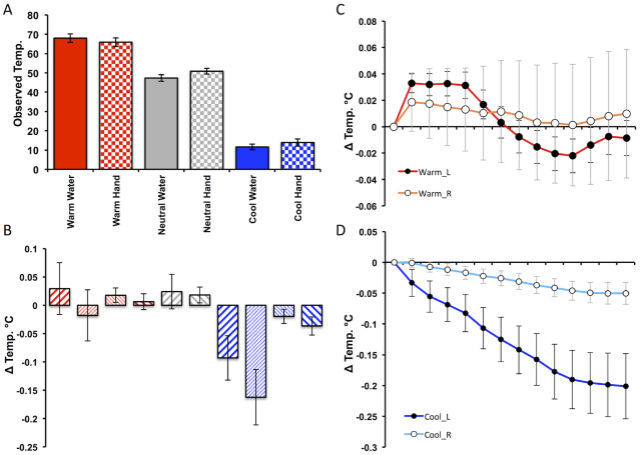 A
Observed Temp.
80
70
60
50
40
30
20
10
0
Warm Water
Warm Hand
Neutral Water
Neutral Hand
Cool Water
Cool Hand
B
Δ Temp. °C
0.1
0.05
0
-0.05
-0.1
-0.15
-0.2
-0.25
C
Δ Temp. °C
0.08
0.06
0.04
0.02
0
-0.02
-0.04
-0.06
Warm_L
Warm_R
D
Δ Temp. °C
0.05
0
-0.05
-0.1
-0.15
-0.2
-0.25
-0.3
Cool_L
Cool_R